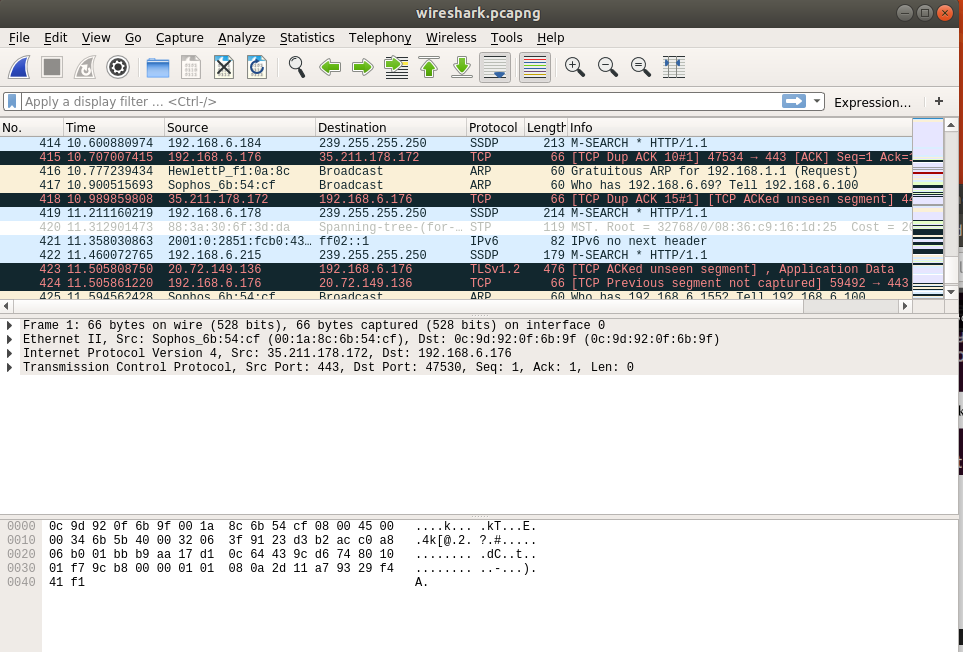 wireshark.pcapng
File Edit View Go Capture Analyze Statistics Telephony Wireless Tools Help
Apply a display filter ... <Ctrl-/> Expression... +
No. Time Source Destination Protocol Length Info
414 10.600880974 192.168.6.184 239.255.255.250 SSDP 213 M-SEARCH * HTTP/1.1
415 10.707007415 192.168.6.176 35.211.178.172 TCP 66 [TCP Dup ACK 10#1] 47534 → 443 [ACK] Seq=1 Ack=
416 10.777239434 HewlettP_f1:0a:8c Broadcast ARP 60 Gratuitous ARP for 192.168.1.1 (Request)
417 10.900515693 Sophos_6b:54:cf Broadcast ARP 60 Who has 192.168.6.69? Tell 192.168.6.100
418 10.989859808 35.211.178.172 192.168.6.176 TCP 66 [TCP Dup ACK 15#1] [TCP ACKed unseen segment] 44
419 11.211160219 192.168.6.178 239.255.255.250 SSDP 214 M-SEARCH * HTTP/1.1
420 11.312901473 88:3a:30:6f:3d:da Spanning-tree-(for-… STP 119 MST. Root = 32768/0/08:36:c9:16:1d:25 Cost = 20
421 11.358030863 2001:0:2851:fcb0:43… ff02::1 IPv6 82 IPv6 no next header
422 11.460072765 192.168.6.215 239.255.255.250 SSDP 179 M-SEARCH * HTTP/1.1
423 11.505808750 20.72.149.136 192.168.6.176 TLSv1.2 476 [TCP ACKed unseen segment] , Application Data
424 11.505861220 192.168.6.176 20.72.149.136 TCP 66 [TCP Previous segment not captured] 59492 → 443
425 11.594562428 Sophos_6b:54:cf Broadcast ARP 60 Who has 192.168.6.155? Tell 192.168.6.100
Frame 1: 66 bytes on wire (528 bits), 66 bytes captured (528 bits) on interface 0
Ethernet II, Src: Sophos_6b:54:cf (00:1a:8c:6b:54:cf), Dst: 0c:9d:92:0f:6b:9f (0c:9d:92:0f:6b:9f)
Internet Protocol Version 4, Src: 35.211.178.172, Dst: 192.168.6.176
Transmission Control Protocol, Src Port: 443, Dst Port: 47530, Seq: 1, Ack: 1, Len: 0
0000 0c 9d 92 0f 6b 9f 00 1a 8c 6b 54 cf 08 00 45 00 ....k... .kT...E.
0010 00 34 6b 5b 40 00 32 06 3f 91 23 d3 b2 ac c0 a8 .4k[@.2. ?.#.....
0020 06 b0 01 bb b9 aa 17 d1 0c 64 43 9c d6 74 80 10 ........ .dC..t..
0030 01 f7 9c b8 00 00 01 01 08 0a 2d 11 a7 93 29 f4 ........ ..-...).
0040 41 f1 A.